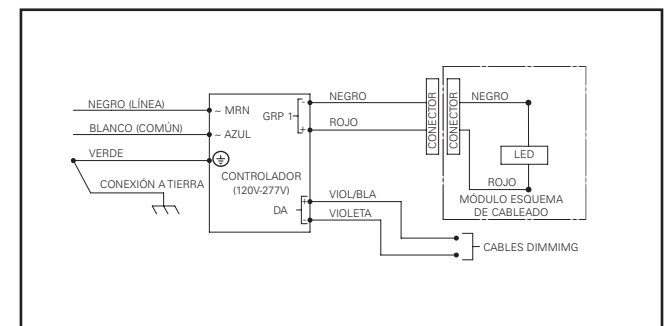 NEGRO (LÍNEA)
BLANCO (COMÚN)
VERDE
CONEXIÓN A TIERRA
~ MRN
~ AZUL
GRP 1
-
+
CONTROLADOR
(120V-277V)
DA
+
-
NEGRO
ROJO
VIOL/BLA
VIOLETA
CONECTOR
CONECTOR
NEGRO
LED
ROJO
MÓDULO ESQUEMA
DE CABLEADO
CABLES DIMMIMG